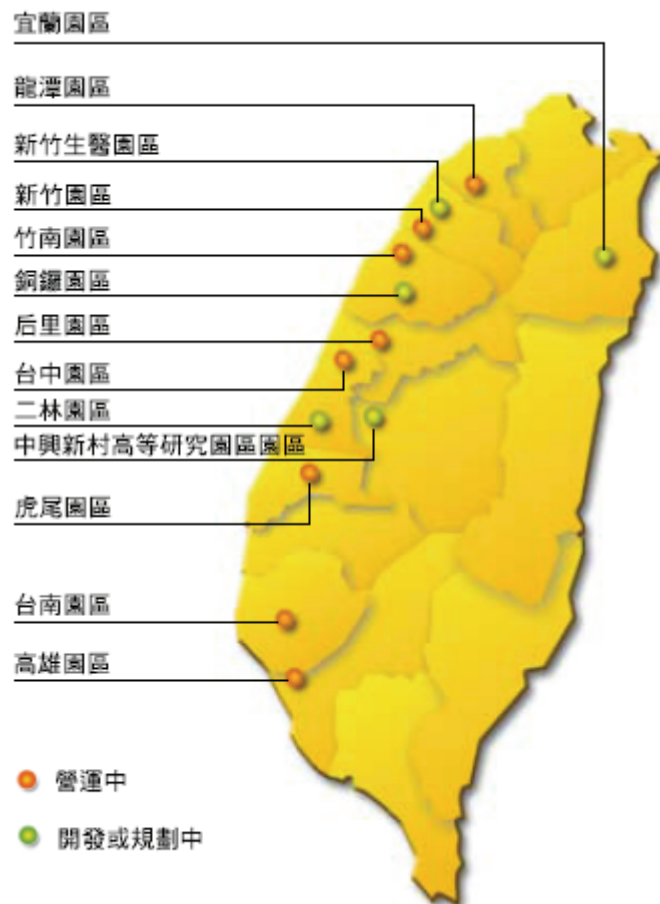 宜蘭園區
龍潭園區
新竹生醫園區
新竹園區
竹南園區
銅鑼園區
后里園區
台中園區
二林園區
中興新村高等研究園區園區
虎尾園區
台南園區
高雄園區
營運中
開發或規劃中